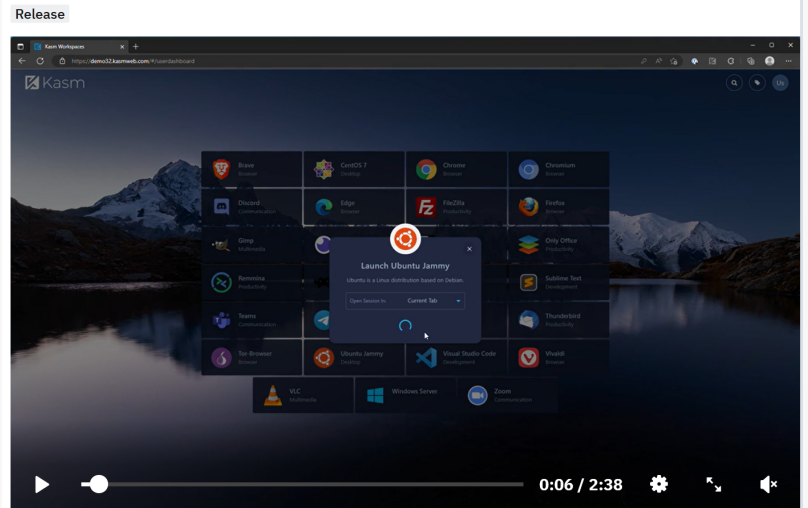 Release
Kasm Workspaces
https://demo32.kasmweb.com/#/userdashboard
Kasm
Us
Brave
Browser
CentOS 7
Desktop
Chrome
Browser
Chromium
Browser
Discord
Communication
Edge
Browser
FileZilla
Productivity
Firefox
Browser
Gimp
Multimedia
Only Office
Productivity
Launch Ubuntu Jammy
Ubuntu is a Linux distribution based on Debian.
Open Session In:
Current Tab
Remmina
Productivity
Sublime Text
Development
Teams
Communication
Thunderbird
Productivity
Tor Browser
Browser
Ubuntu Jammy
Desktop
Visual Studio Code
Development
Vivaldi
Browser
VLC
Multimedia
Windows Server
Zoom
Communication
0:06 / 2:38